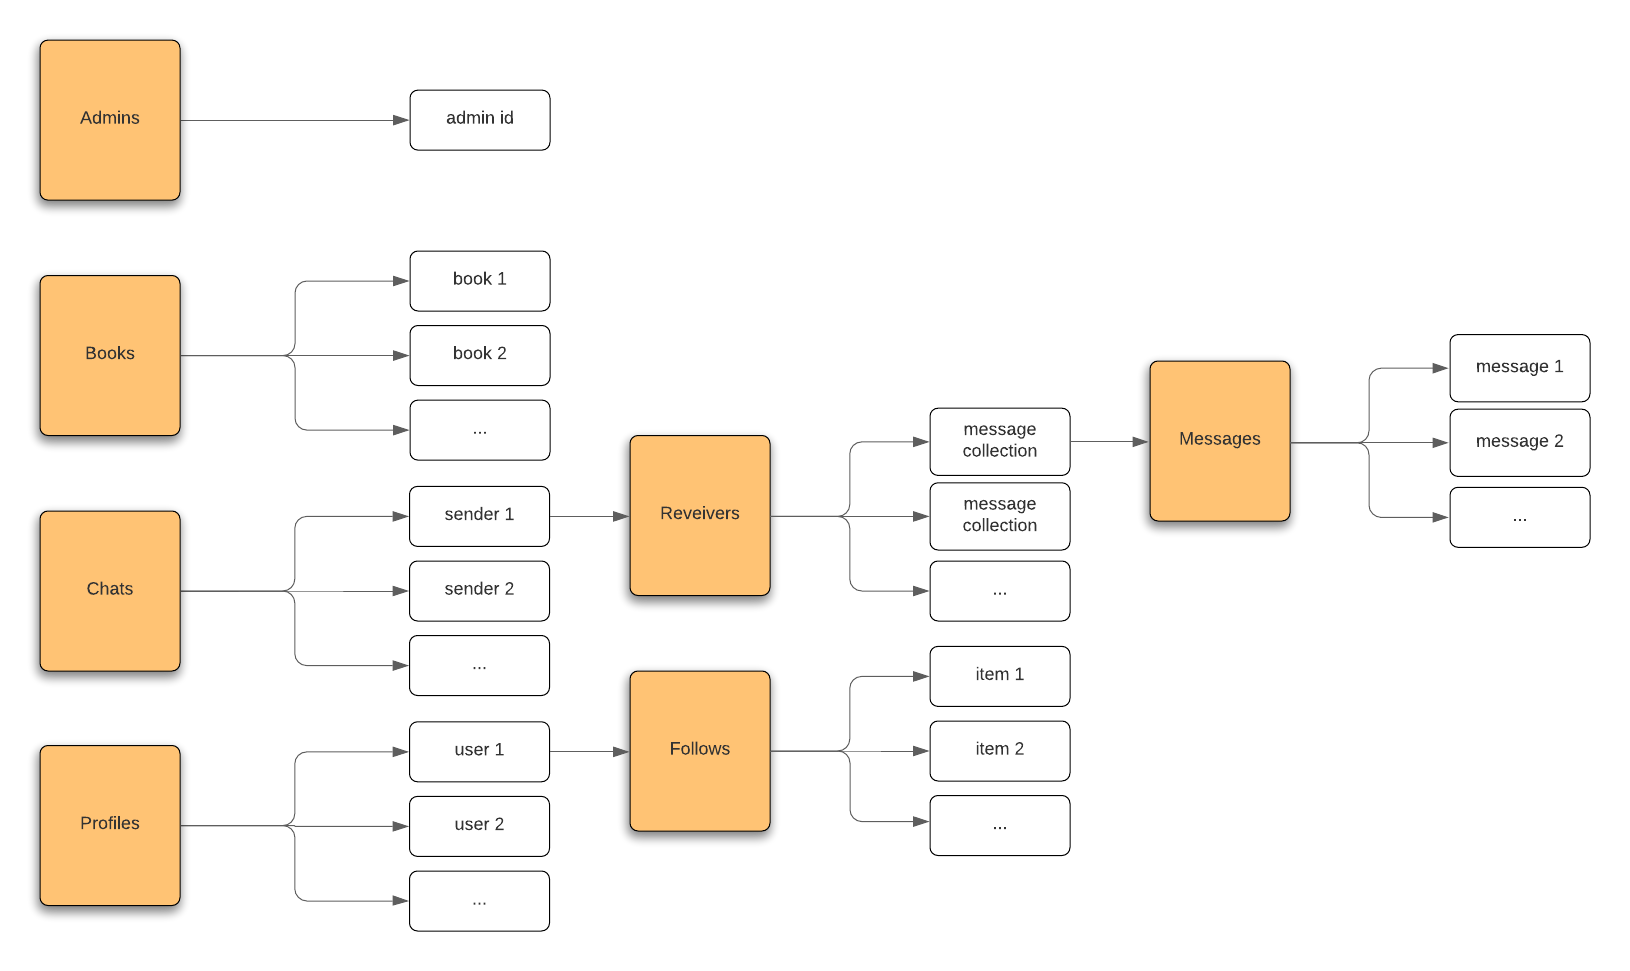 Admins
admin id
Books
book 1
book 2
...
Chats
sender 1
sender 2
...
Reveivers
message
collection
message
collection
...
Messages
message 1
message 2
...
Profiles
user 1
user 2
...
Follows
item 1
item 2
...